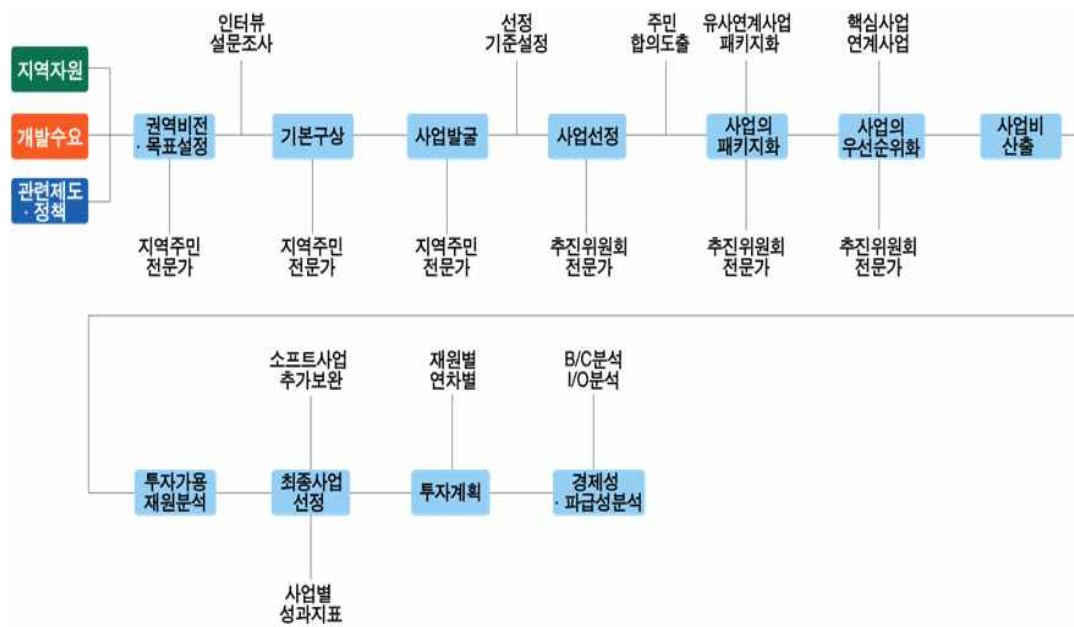 인터뷰
설문조사
선정
기준설정
주민
합의도출
유사연계사업
패키지화
핵심사업
연계사업
지역자원
개발수요
관련제도
· 정책
권역비전
· 목표설정
기본구상
사업발굴
사업선정
사업의
패키지화
사업의
우선순위화
사업비
산출
지역주민
전문가
지역주민
전문가
지역주민
전문가
추진위원회
전문가
추진위원회
전문가
추진위원회
전문가
소프트사업
추가보완
재원별
연차별
B/C분석
I/O분석
투자가용
재원분석
최종사업
선정
투자계획
경제성
· 파급성분석
사업별
성과지표